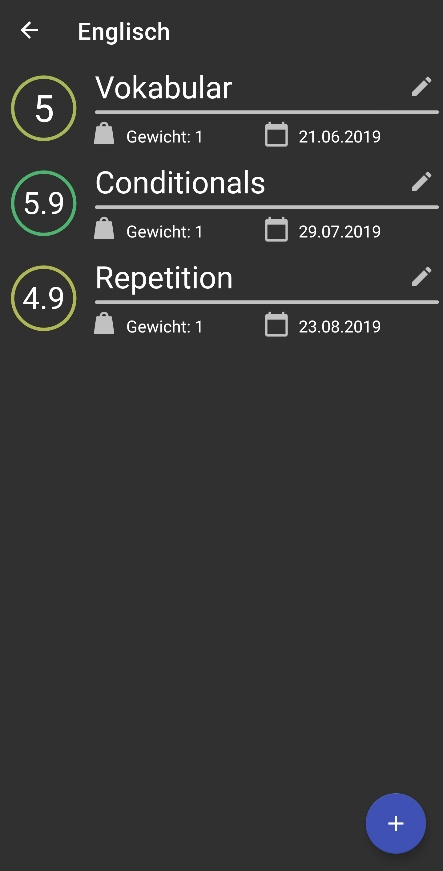 Englisch
5
Vokabular
Gewicht: 1
21.06.2019
5.9
Conditionals
Gewicht: 1
29.07.2019
4.9
Repetition
Gewicht: 1
23.08.2019